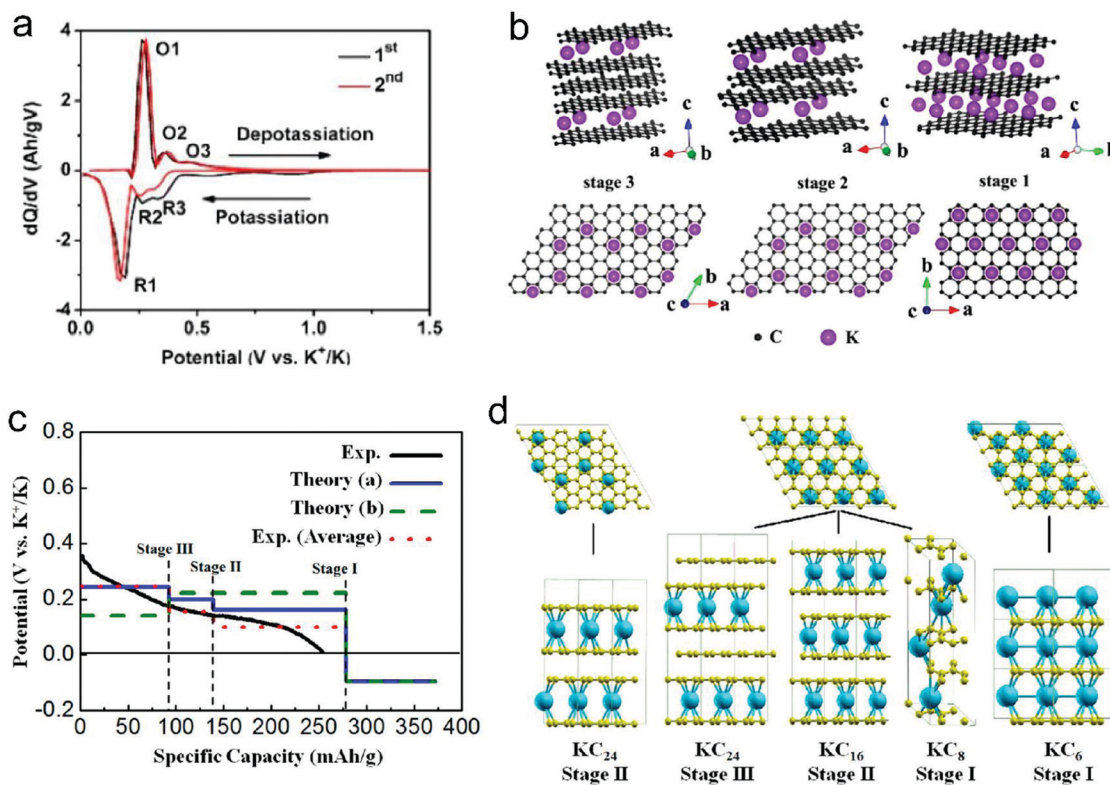 a
4
2
0
-2
-4
dQ/dV (Ah/gV)
O1
1st
2nd
O2
O3
Depotassiation
Potassiation
R2
R3
R1
0.0
0.5
1.0
1.5
Potential (V vs. K+/K)
b
c
a
b
c
a
b
c
a
b
stage 3
stage 2
stage 1
b
c
a
b
c
a
C
K
c
0.8
0.6
0.4
0.2
0.0
-0.2
Potential (V vs. K+/K)
Exp.
Theory (a)
Theory (b)
Exp. (Average)
Stage III
Stage II
Stage I
0 50 100 150 200 250 300 350 400
Specific Capacity (mAh/g)
d
KC24
Stage II
KC24
Stage III
KC16
Stage II
KC8
Stage I
KC6
Stage I